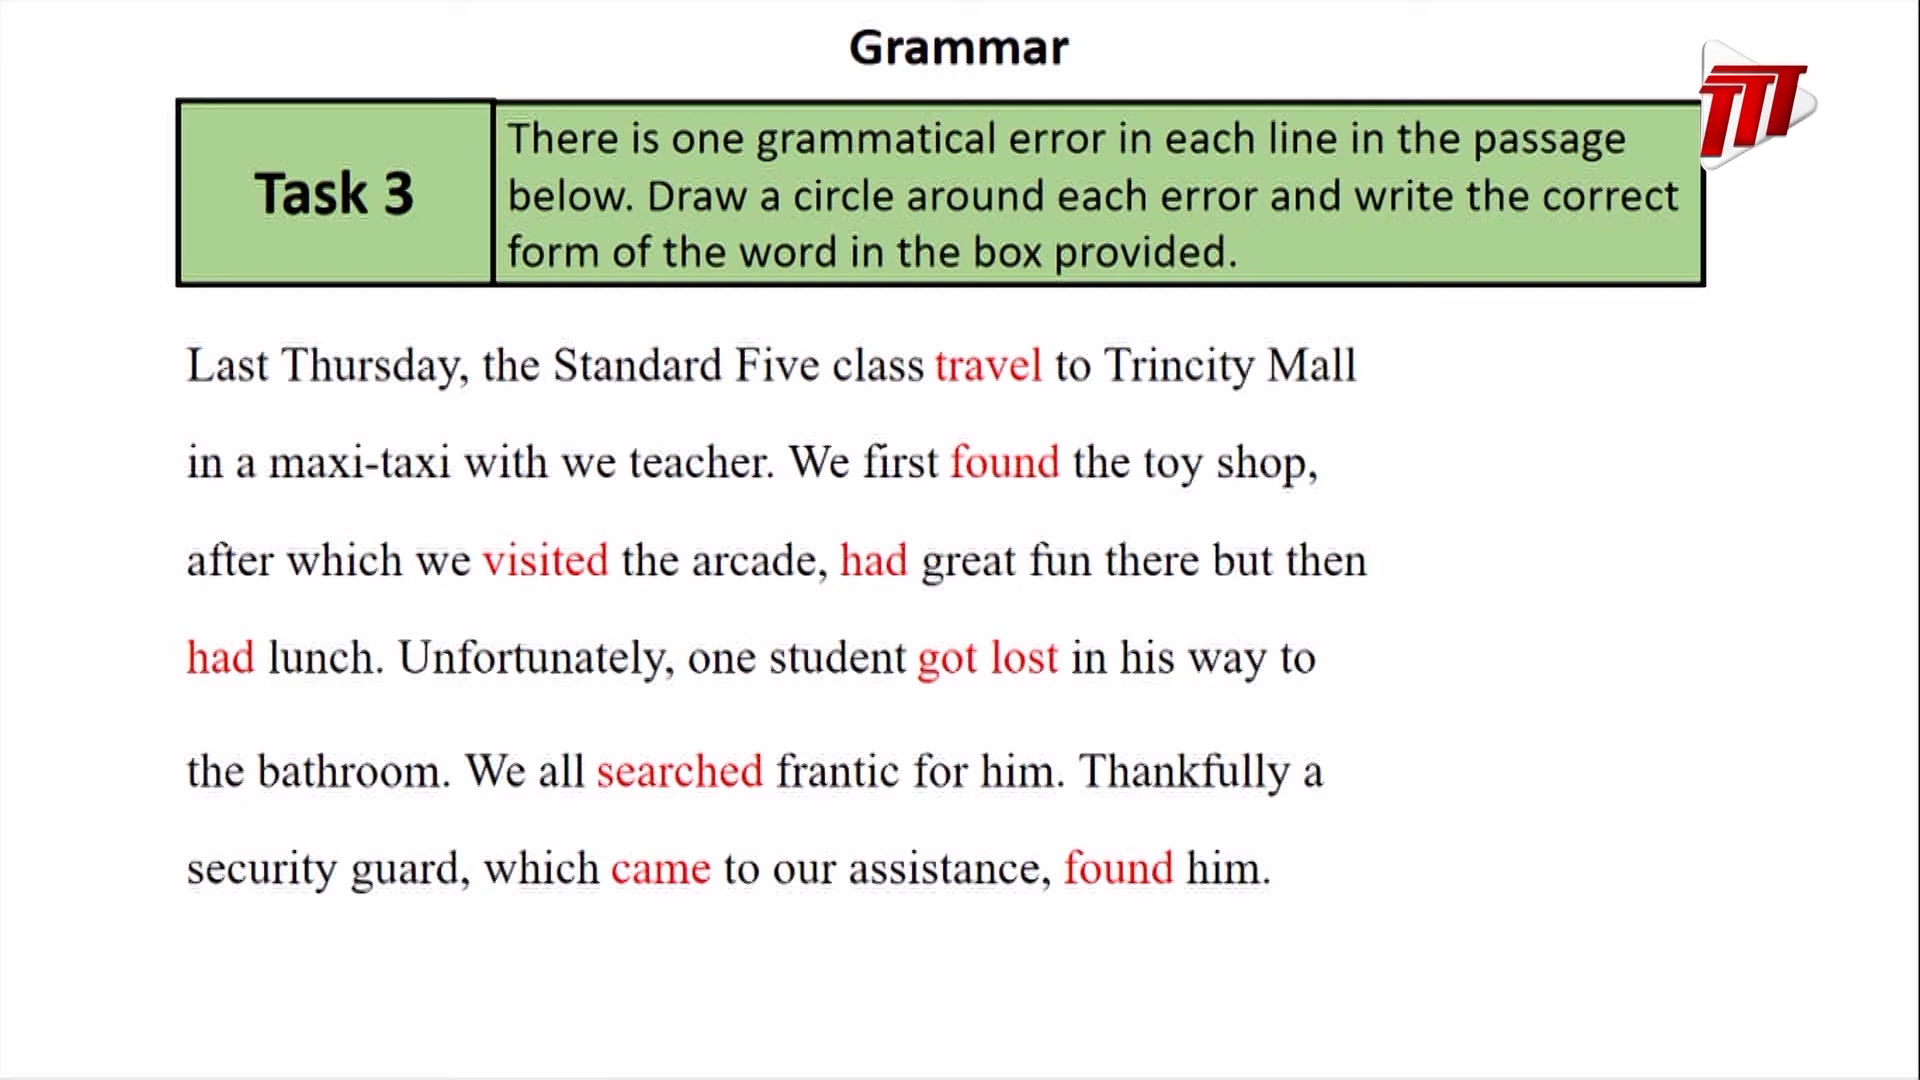 Grammar
TTT
Task 3
There is one grammatical error in each line in the passage
below. Draw a circle around each error and write the correct
form of the word in the box provided.
Last Thursday, the Standard Five class travel to Trincity Mall
in a maxi-taxi with we teacher. We first found the toy shop,
after which we visited the arcade, had great fun there but then
had lunch. Unfortunately, one student got lost in his way to
the bathroom. We all searched frantic for him. Thankfully a
security guard, which came to our assistance, found him.